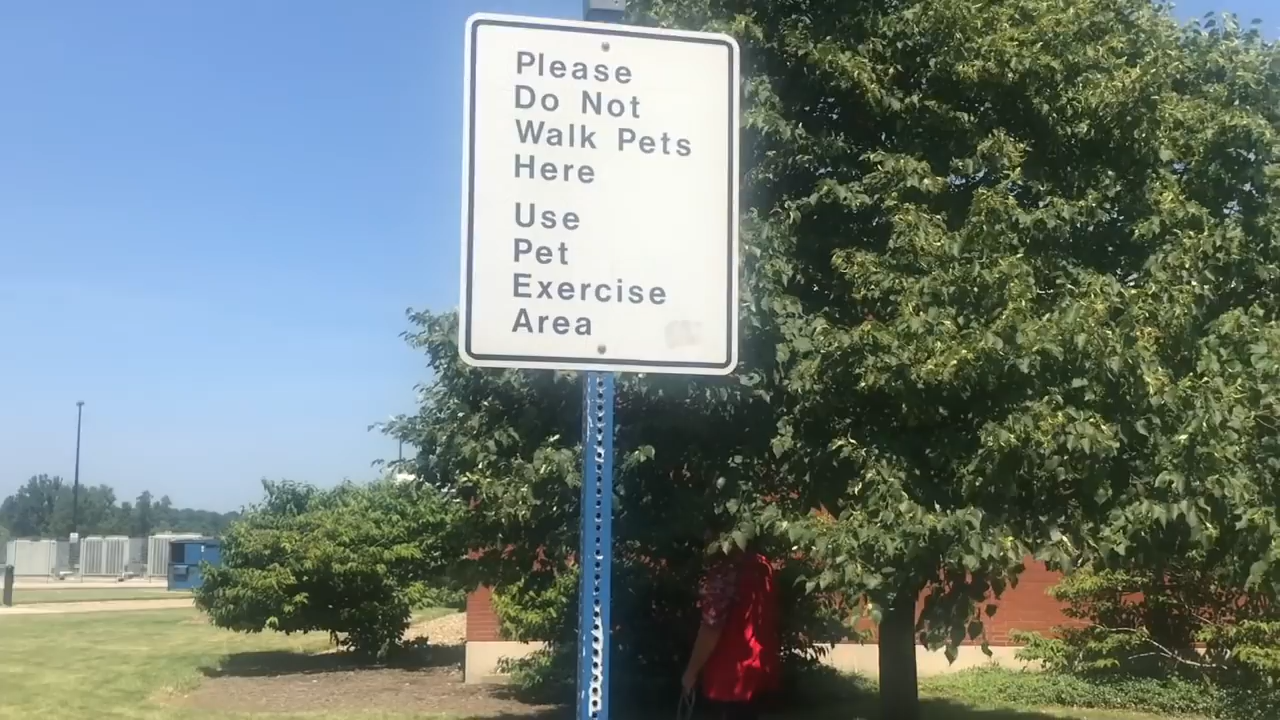 Please
Do Not
Walk Pets
Here
Use
Pet
Exercise
Area